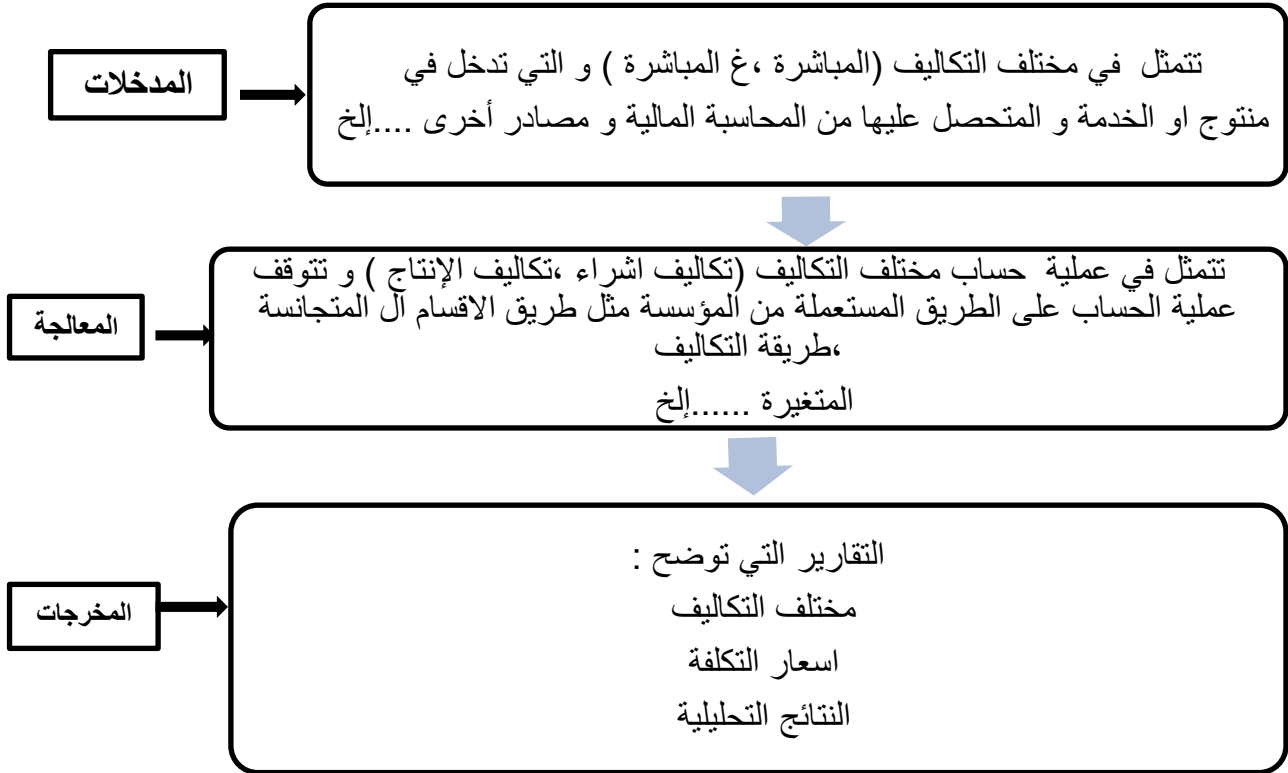 المدخلات
تتمثل في مختلف التكاليف (المباشرة ،غ المباشرة ) و التي تدخل في
منتوج او الخدمة و المتحصل عليها من المحاسبة المالية و مصادر أخرى ....إلخ
المعالجة
تتمثل في عملية حساب مختلف التكاليف (تكاليف اشراء ،تكاليف الإنتاج ) و تتوقف
عملية الحساب على الطريق المستعملة من المؤسسة مثل طريق الاقسام ال المتجانسة
،طريقة التكاليف
المتغيرة ......إلخ
المخرجات
التقارير التي توضح :
مختلف التكاليف
اسعار التكلفة
النتائج التحليلية